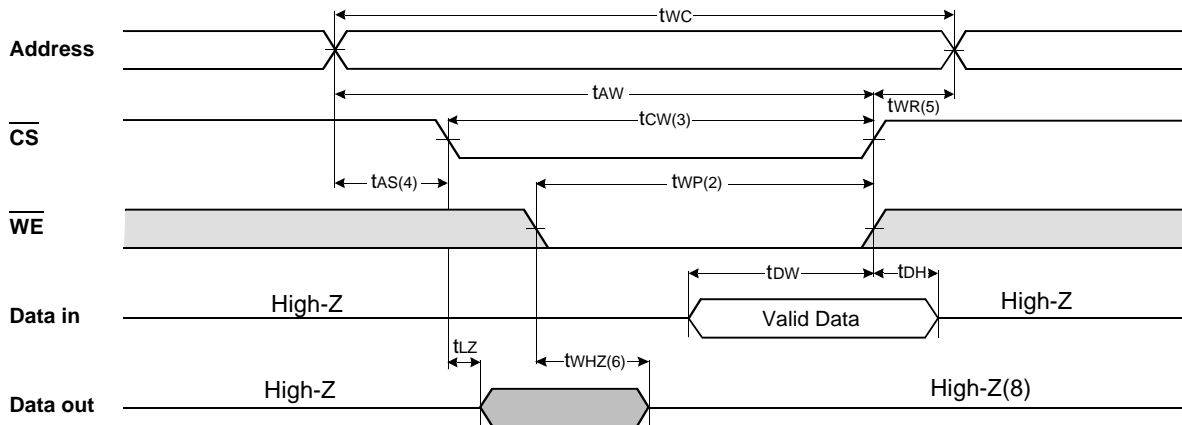 tWC
Address
tAW
tWR(5)
tCW(3)
CS
tAS(4)
tWP(2)
WE
tDW
tDH
High-Z
High-Z
Data in
Valid Data
tLZ
tWHZ(6)
High-Z
High-Z(8)
Data out